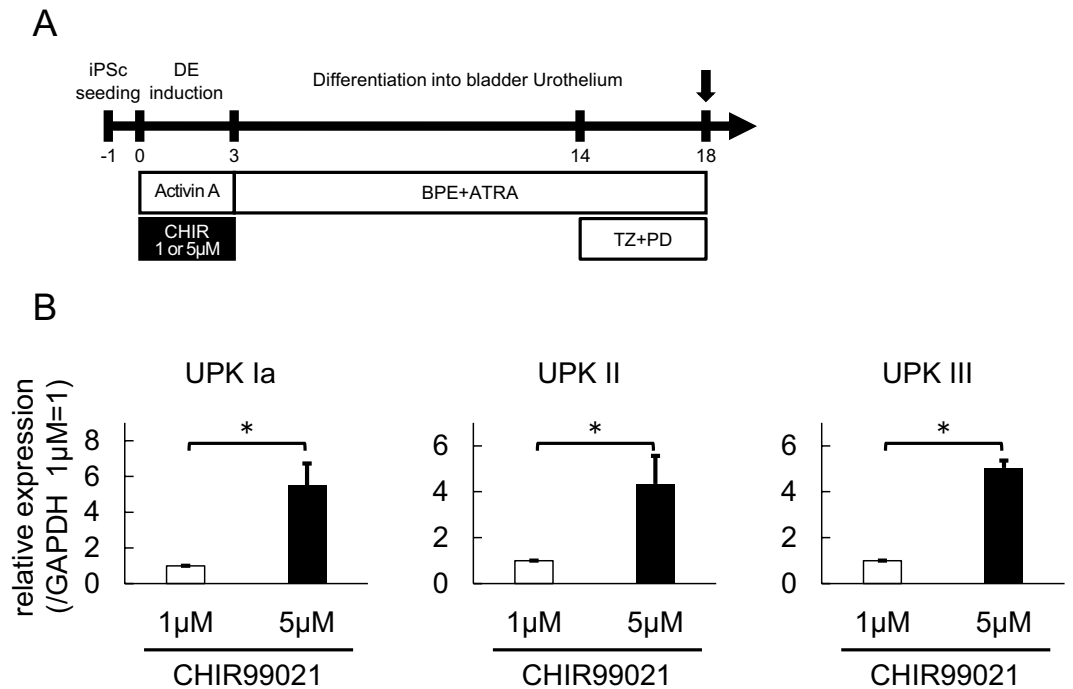 A
iPSc
seeding
DE
induction
Differentiation into bladder Urothelium
-1 0 3 14 18
Activin A
BPE+ATRA
CHIR
1 or 5μM
TZ+PD
B
relative expression
(/GAPDH 1μM=1)
UPK Ia
8
6
4
2
0
*
1μM 5μM
CHIR99021
UPK II
6
4
2
0
*
1μM 5μM
CHIR99021
UPK III
6
4
2
0
*
1μM 5μM
CHIR99021